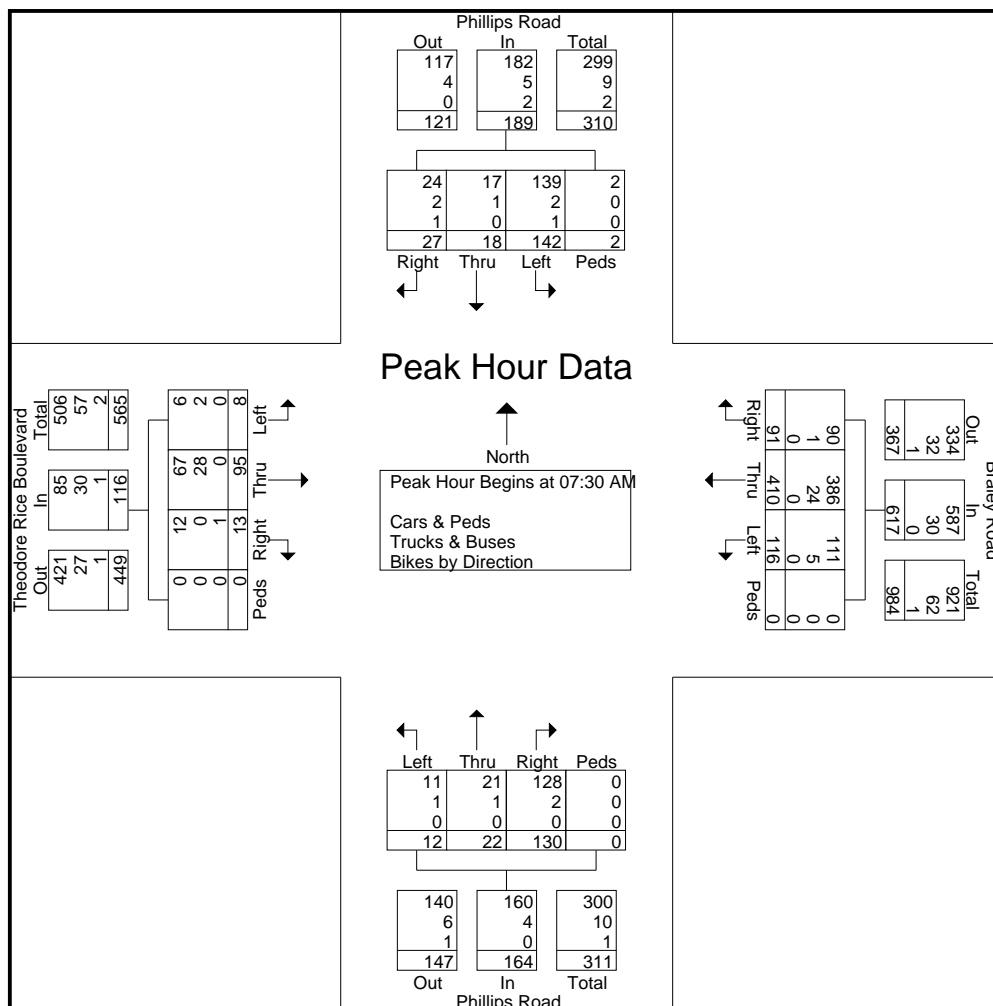 Phillips Road
Out In Total
117 182 299
4 5 9
0 2 2
121 189 310
24 17 139 2
2 1 2 0
1 0 1 0
27 18 142 2
Right Thru Left Peds
Peak Hour Data
North
Peak Hour Begins at 07:30 AM
Cars & Peds
Trucks & Buses
Bikes by Direction
Theodore Rice Boulevard
Out In Total
421 85 506
27 30 57
1 1 2
449 116 565
0 12 67 6
0 0 28 2
0 1 0 0
0 13 95 8
Peds Right Thru Left
Braley Road
Out In Total
334 587 921
32 30 62
1 0 1
367 617 984
90 386 111 0
1 24 5 0
0 0 0 0
91 410 116 0
Right Thru Left Peds
Left Thru Right Peds
11 21 128 0
1 1 2 0
0 0 0 0
12 22 130 0
140 160 300
6 4 10
1 0 1
147 164 311
Out In Total
Phillips Road